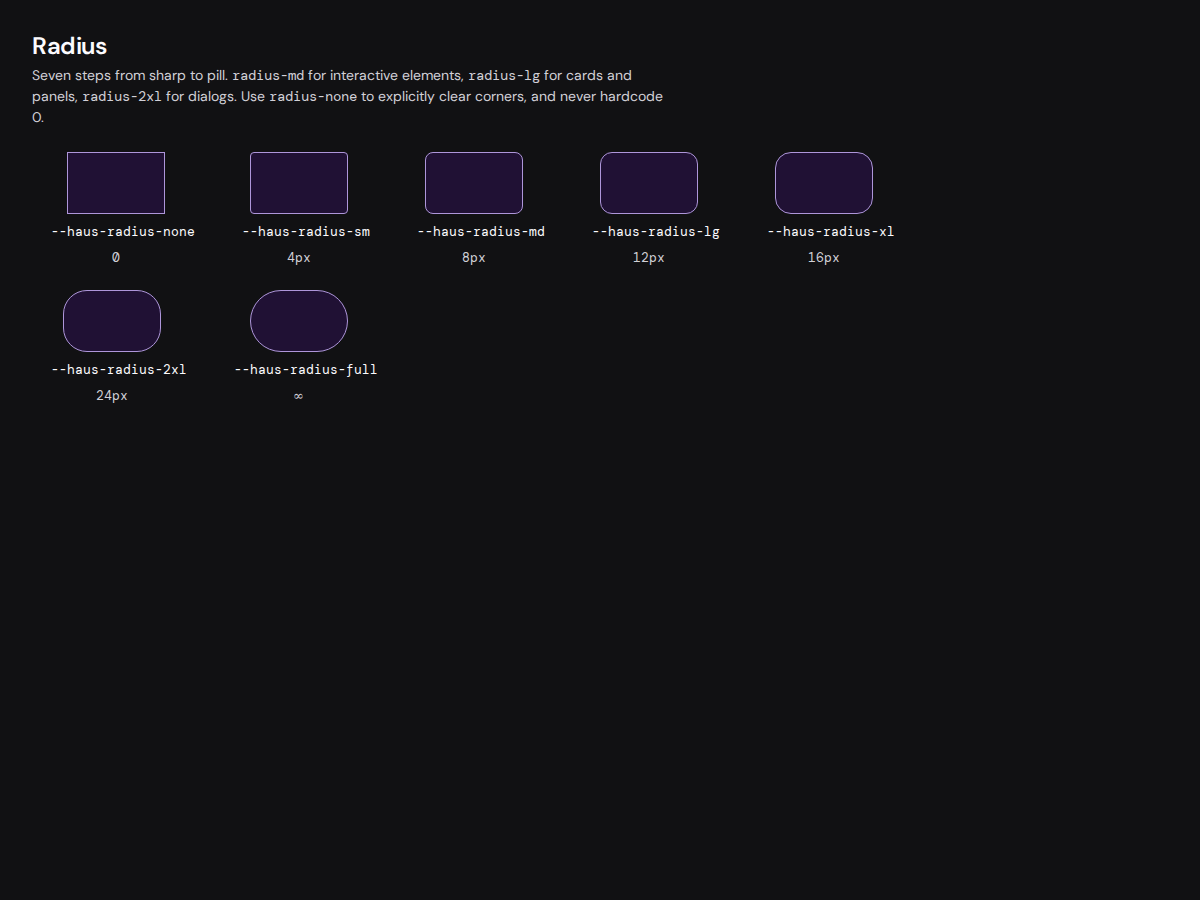 Radius
Seven steps from sharp to pill. radius-md for interactive elements, radius-lg for cards and
panels, radius-2xl for dialogs. Use radius-none to explicitly clear corners, and never hardcode
0.
--haus-radius-none --haus-radius-sm --haus-radius-md --haus-radius-lg --haus-radius-xl
0 4px 8px 12px 16px
--haus-radius-2xl --haus-radius-full
24px ∞